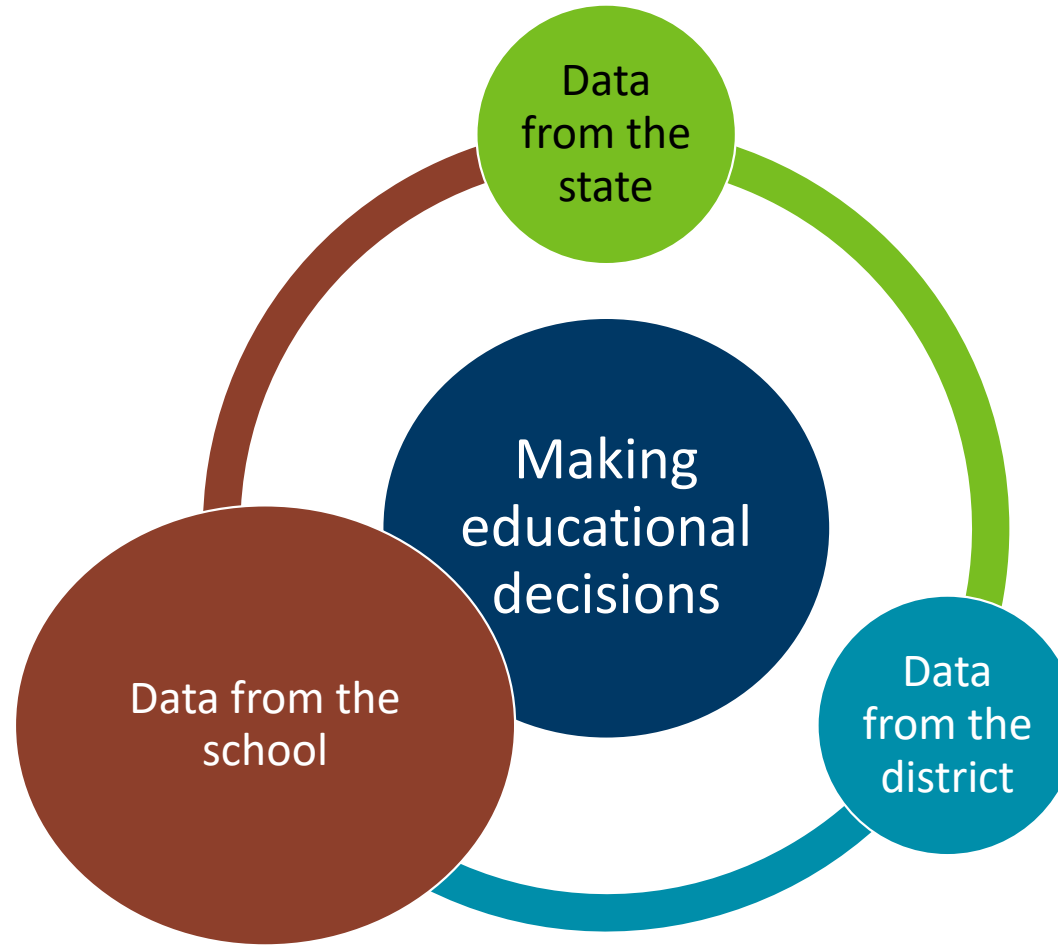 Data
from the
state
Making
educational
decisions
Data from the
school
Data
from the
district